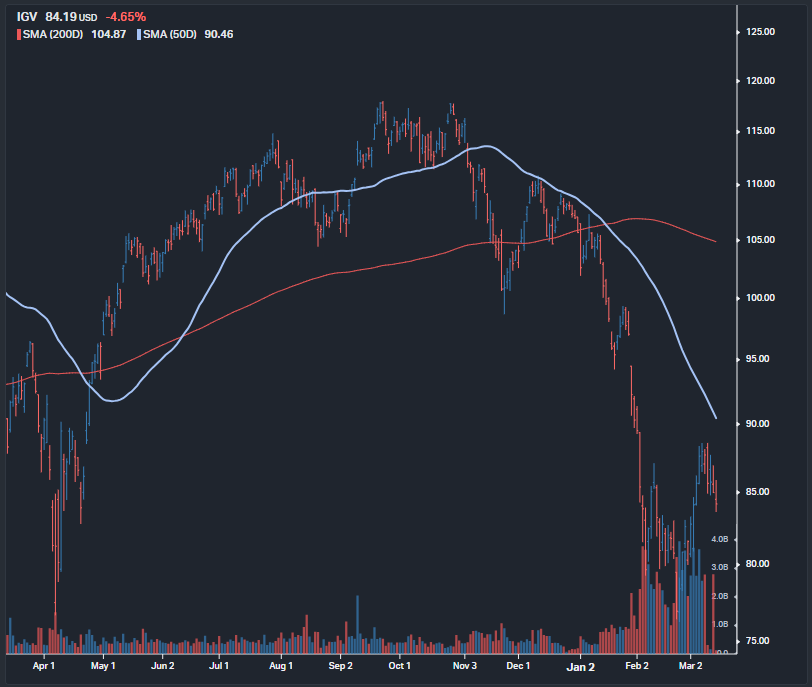 IGV 84.19 USD -4.65%
SMA (200D) 104.87 SMA (50D) 90.46
125.00
120.00
115.00
110.00
105.00
100.00
95.00
90.00
85.00
4.0B
80.00
3.0B
2.0B
1.0B
75.00
0.0
Apr 1 May 1 Jun 2 Jul 1 Aug 1 Sep 2 Oct 1 Nov 3 Dec 1 Jan 2 Feb 2 Mar 2